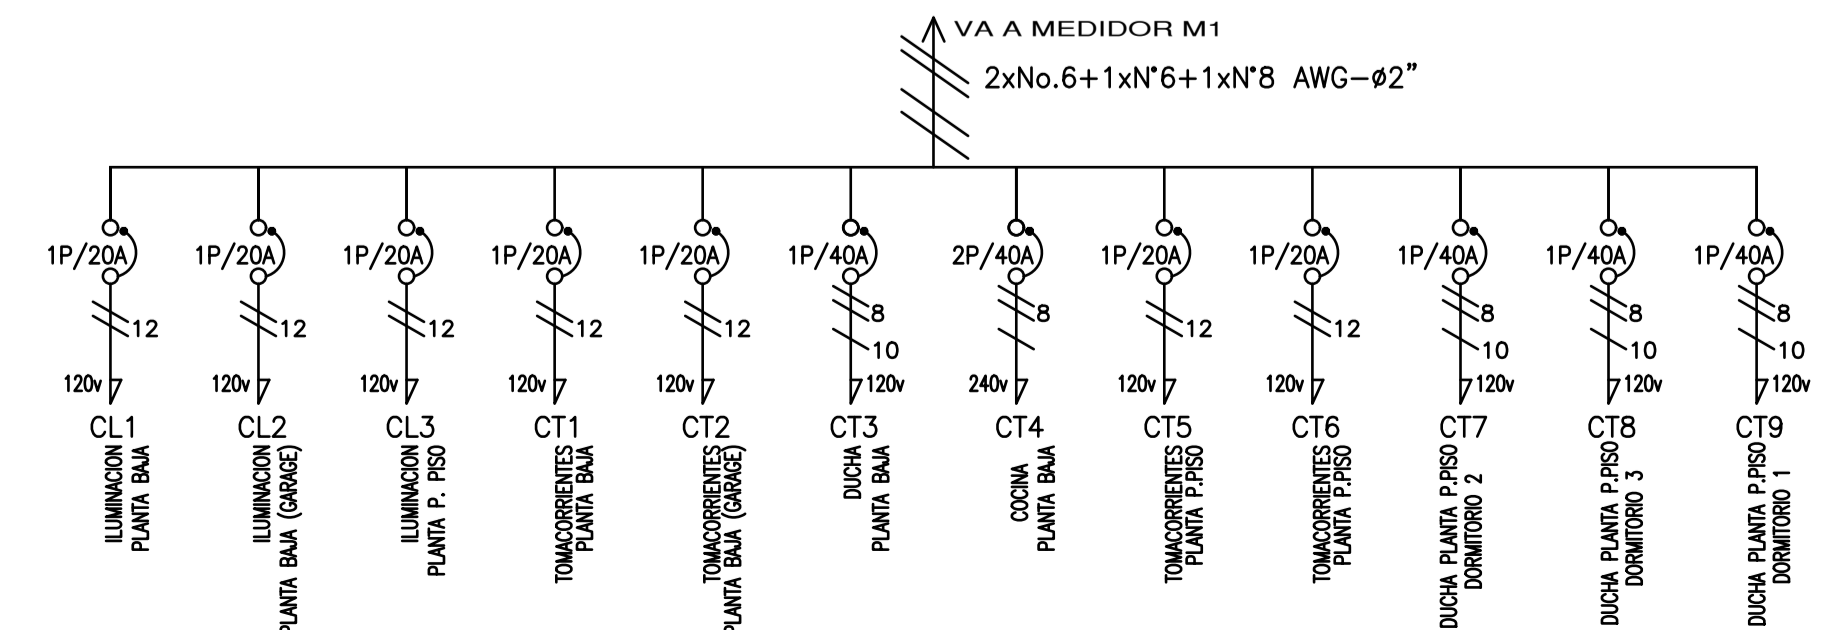 VA A MEDIDOR M1
2xNo.6+1xN°6+1xN°8 AWG-ø2"
1P/20A
12
120v
CL1
ILUMINACION
PLANTA BAJA
1P/20A
12
120v
CL2
ILUMINACION
PLANTA BAJA (GARAGE)
1P/20A
12
120v
CL3
ILUMINACION
PLANTA P. PISO
1P/20A
12
120v
CT1
TOMACORRIENTES
PLANTA BAJA
1P/20A
12
120v
CT2
TOMACORRIENTES
PLANTA BAJA (GARAGE)
1P/40A
8
10
120v
CT3
DUCHA
PLANTA BAJA
2P/40A
8
240v
CT4
COCINA
PLANTA BAJA
1P/20A
12
120v
CT5
TOMACORRIENTES
PLANTA P.PISO
1P/20A
12
120v
CT6
TOMACORRIENTES
PLANTA P.PISO
1P/40A
8
10
120v
CT7
DUCHA PLANTA P.PISO
DORMITORIO 2
1P/40A
8
10
120v
CT8
DUCHA PLANTA P.PISO
DORMITORIO 3
1P/40A
8
10
120v
CT9
DUCHA PLANTA P.PISO
DORMITORIO 1